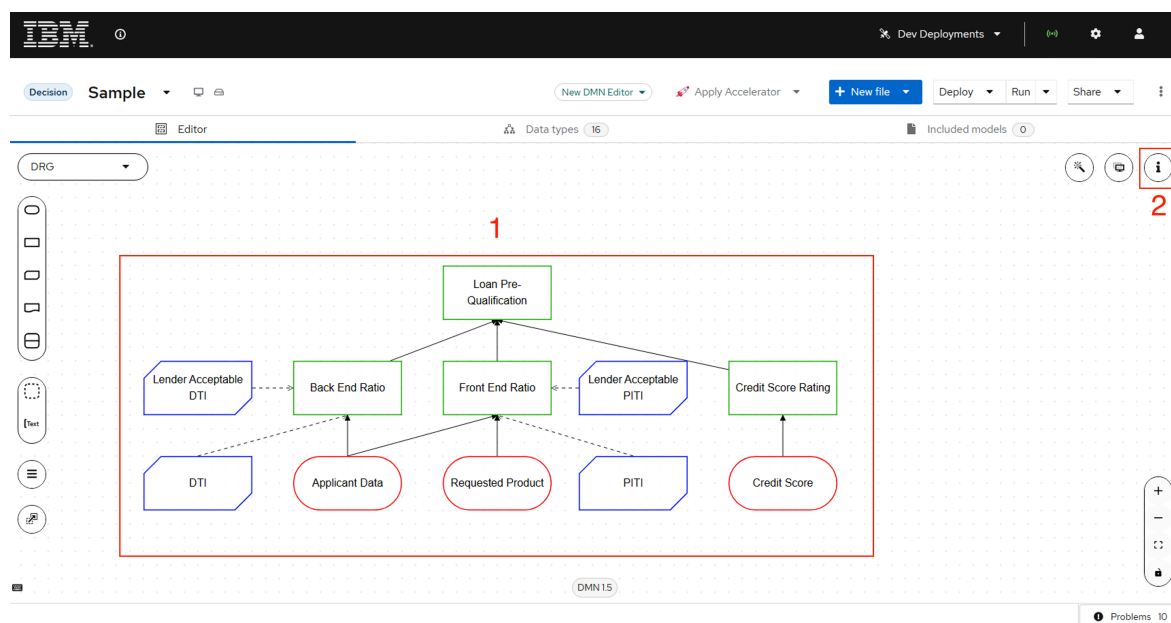 IBM.
Dev Deployments
Decision
Sample
New DMN Editor
Apply Accelerator
New file
Deploy
Run
Share
Editor
Data types 16
Included models 0
DRG
2
1
Loan Pre-
Qualification
Lender Acceptable
DTI
Back End Ratio
Front End Ratio
Lender Acceptable
PITI
Credit Score Rating
[Text
DTI
Applicant Data
Requested Product
PITI
Credit Score
DMN 1.5
Problems 10